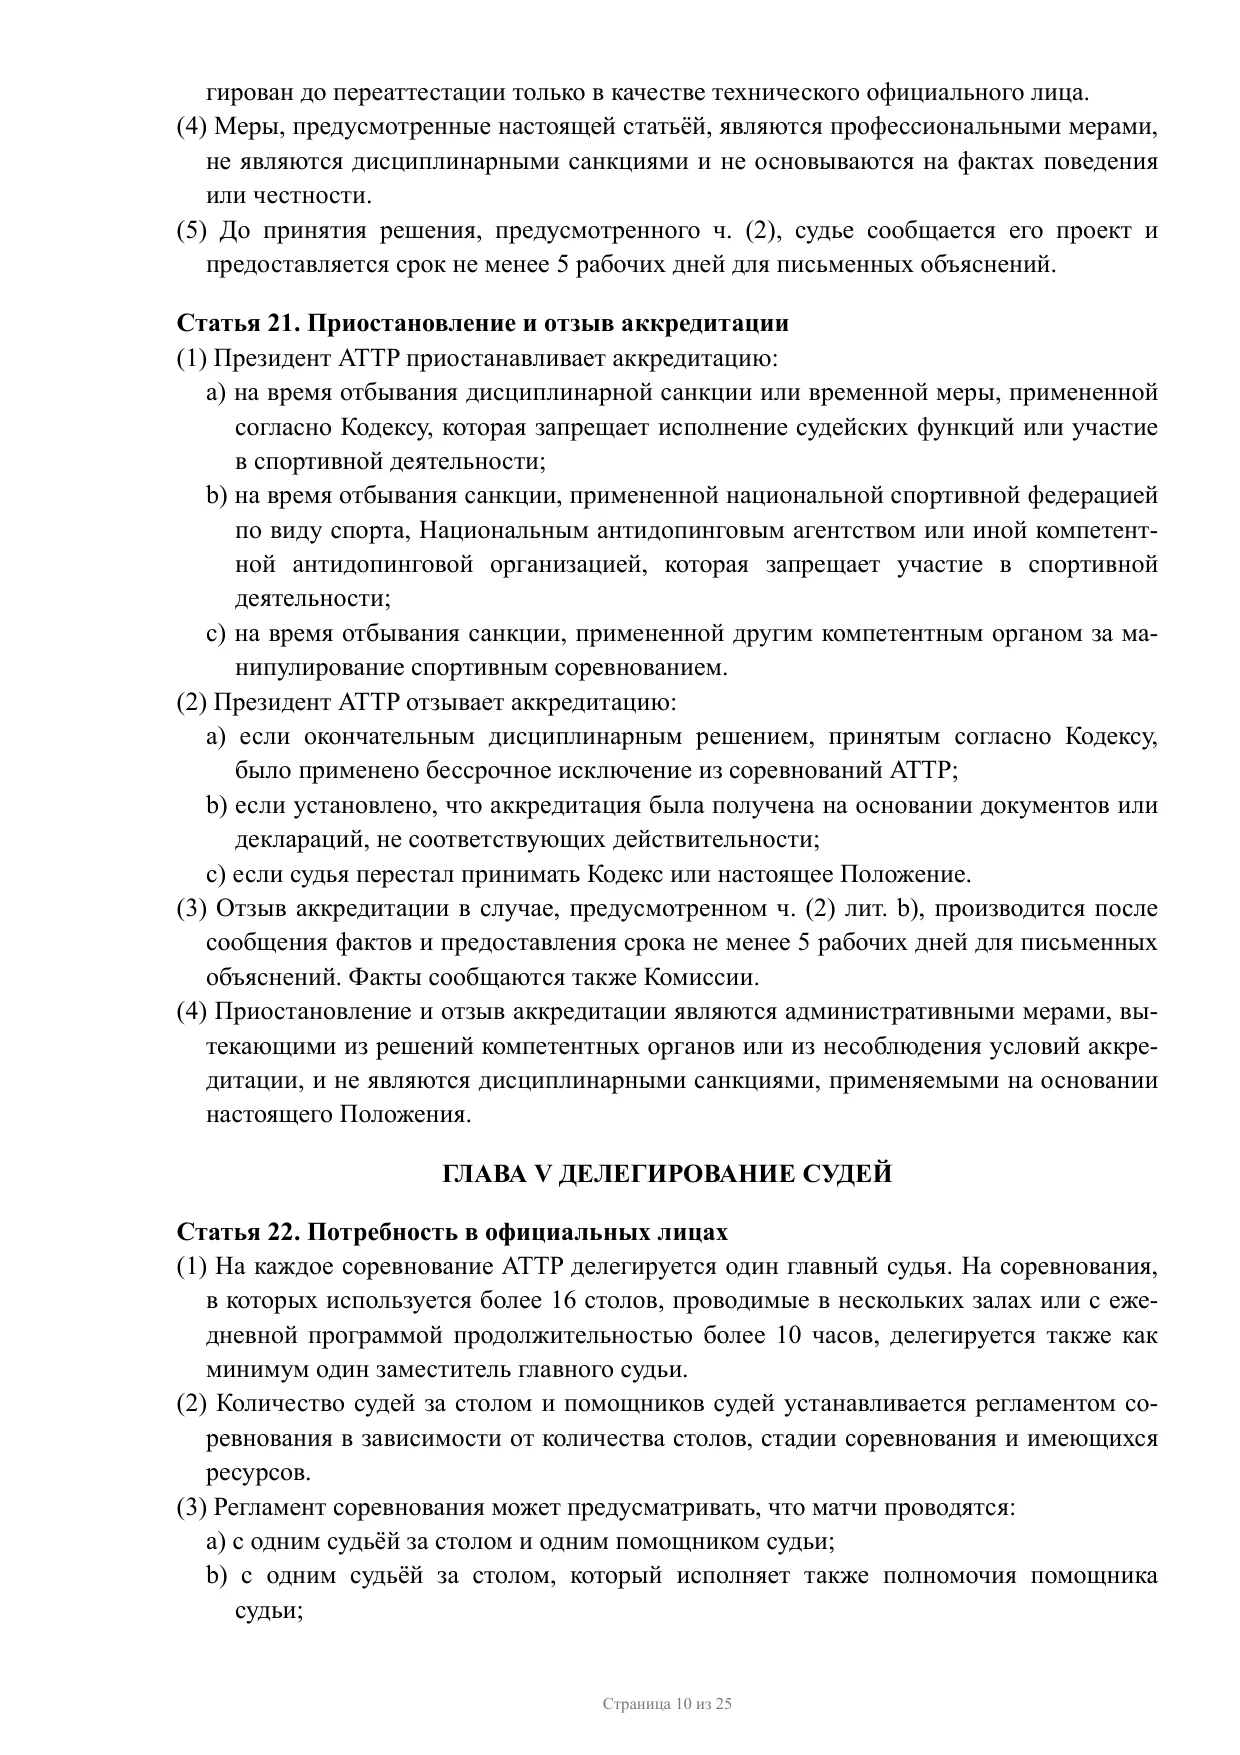 гирован до переаттестации только в качестве технического официального лица.
(4) Меры, предусмотренные настоящей статьёй, являются профессиональными мерами,
не являются дисциплинарными санкциями и не основываются на фактах поведения
или честности.
(5) До принятия решения, предусмотренного ч. (2), судье сообщается его проект и
предоставляется срок не менее 5 рабочих дней для письменных объяснений.
Статья 21. Приостановление и отзыв аккредитации
(1) Президент АТТР приостанавливает аккредитацию:
a) на время отбывания дисциплинарной санкции или временной меры, примененной
согласно Кодексу, которая запрещает исполнение судейских функций или участие
в спортивной деятельности;
b) на время отбывания санкции, примененной национальной спортивной федерацией
по виду спорта, Национальным антидопинговым агентством или иной компетент-
ной антидопинговой организацией, которая запрещает участие в спортивной
деятельности;
c) на время отбывания санкции, примененной другим компетентным органом за ма-
нипулирование спортивным соревнованием.
(2) Президент АТТР отзывает аккредитацию:
a) если окончательным дисциплинарным решением, принятым согласно Кодексу,
было применено бессрочное исключение из соревнований АТТР;
b) если установлено, что аккредитация была получена на основании документов или
деклараций, не соответствующих действительности;
c) если судья перестал принимать Кодекс или настоящее Положение.
(3) Отзыв аккредитации в случае, предусмотренном ч. (2) лит. b), производится после
сообщения фактов и предоставления срока не менее 5 рабочих дней для письменных
объяснений. Факты сообщаются также Комиссии.
(4) Приостановление и отзыв аккредитации являются административными мерами, вы-
текающими из решений компетентных органов или из несоблюдения условий аккре-
дитации, и не являются дисциплинарными санкциями, применяемыми на основании
настоящего Положения.
ГЛАВА V ДЕЛЕГИРОВАНИЕ СУДЕЙ
Статья 22. Потребность в официальных лицах
(1) На каждое соревнование АТТР делегируется один главный судья. На соревнования,
в которых используется более 16 столов, проводимые в нескольких залах или с еже-
дневной программой продолжительностью более 10 часов, делегируется также как
минимум один заместитель главного судьи.
(2) Количество судей за столом и помощников судей устанавливается регламентом со-
ревнования в зависимости от количества столов, стадии соревнования и имеющихся
ресурсов.
(3) Регламент соревнования может предусматривать, что матчи проводятся:
a) с одним судьёй за столом и одним помощником судьи;
b) с одним судьёй за столом, который исполняет также полномочия помощника
судьи;
Страница 10 из 25